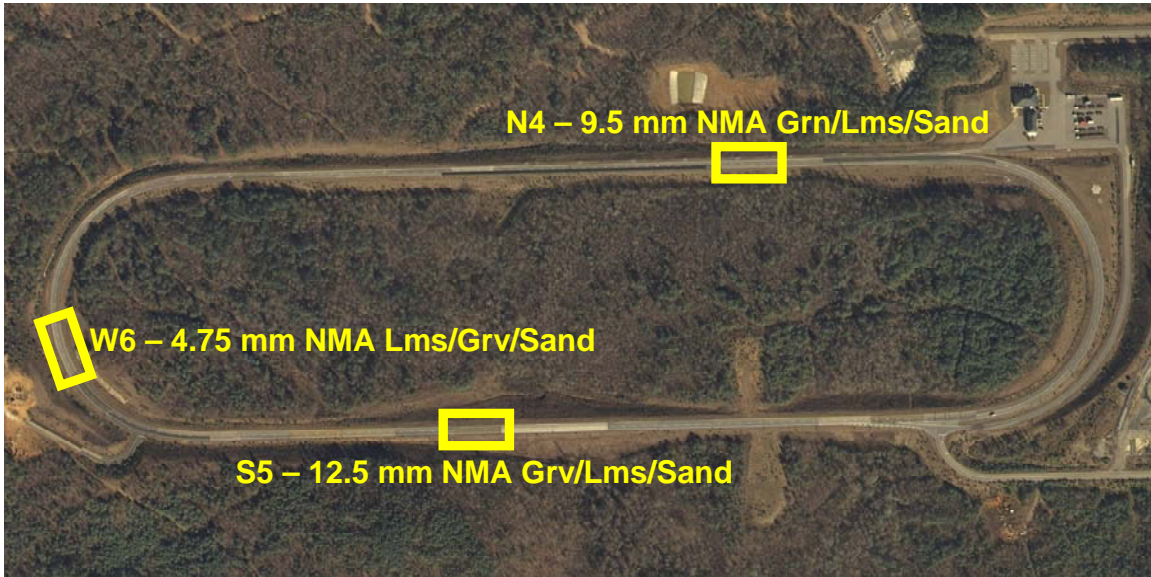 N4 – 9.5 mm NMA Grn/Lms/Sand
W6 – 4.75 mm NMA Lms/Grv/Sand
S5 – 12.5 mm NMA Grv/Lms/Sand